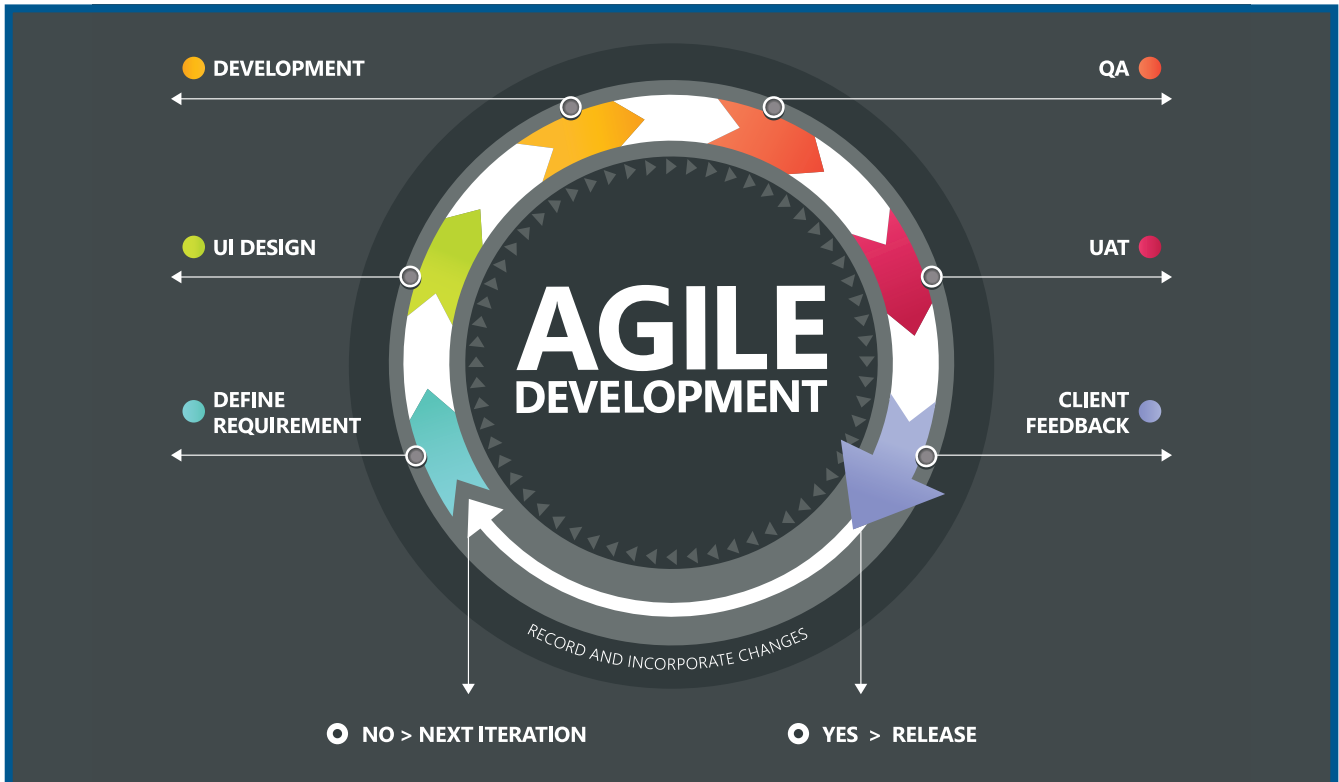 DEVELOPMENT
QA
UI DESIGN
UAT
AGILE
DEVELOPMENT
DEFINE
REQUIREMENT
CLIENT
FEEDBACK
RECORD AND INCORPORATE CHANGES
NO > NEXT ITERATION
YES > RELEASE